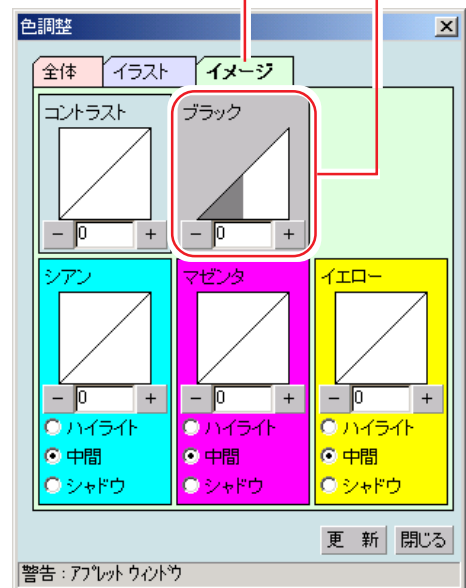 色調整
全体 イラスト イメージ
コントラスト ブラック
− 0 + − 0 +
シアン マゼンタ イエロー
− 0 + − 0 + − 0 +
ハイライト ハイライト ハイライト
中間 中間 中間
シャドウ シャドウ シャドウ
更 新 閉じる
警告 : アプレット ウィンドウ